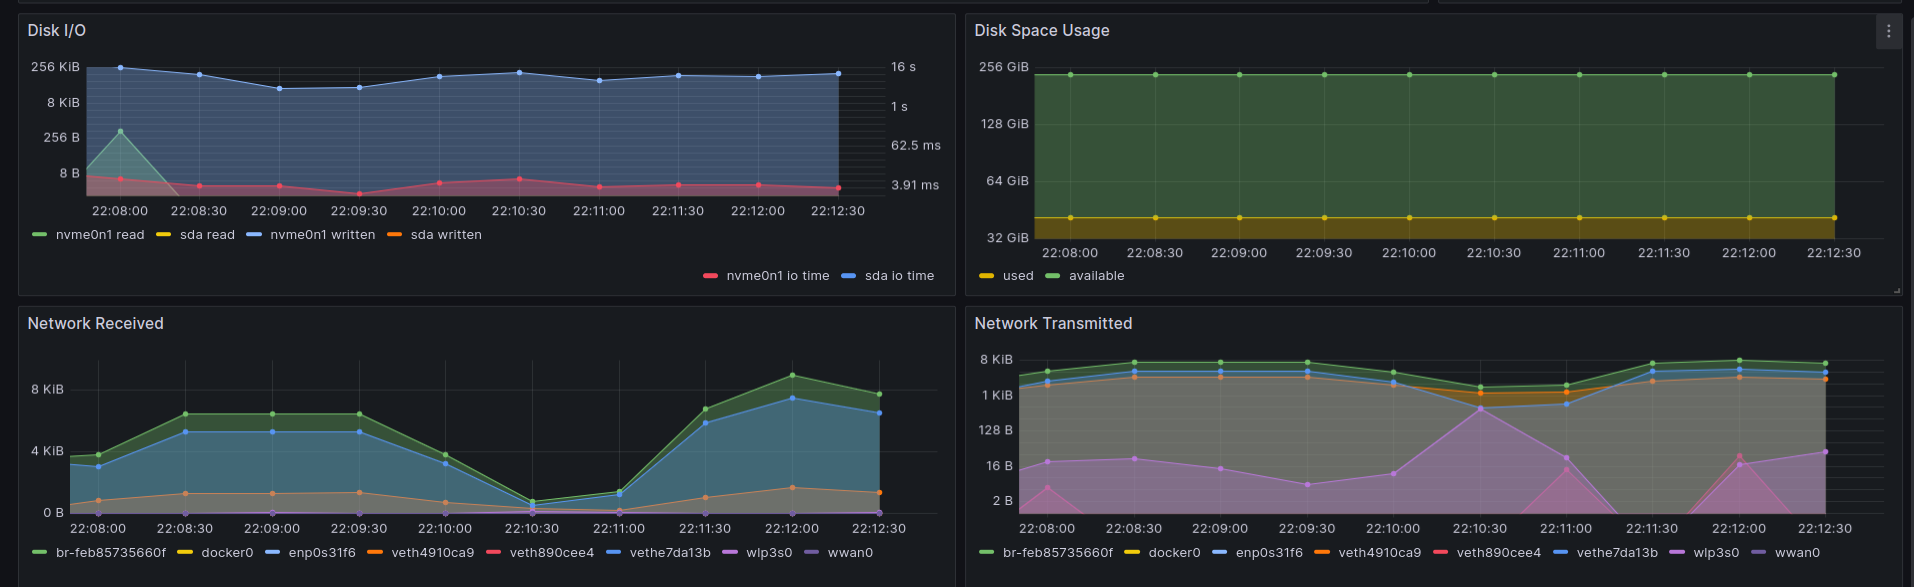 Disk I/O
256 KiB
8 KiB
256 B
8 B
16 s
1 s
62.5 ms
3.91 ms
22:08:00 22:08:30 22:09:00 22:09:30 22:10:00 22:10:30 22:11:00 22:11:30 22:12:00 22:12:30
nvme0n1 read sda read nvme0n1 written sda written
nvme0n1 io time sda io time
Disk Space Usage
256 GiB
128 GiB
64 GiB
32 GiB
22:08:00 22:08:30 22:09:00 22:09:30 22:10:00 22:10:30 22:11:00 22:11:30 22:12:00 22:12:30
used available
Network Received
8 KiB
4 KiB
0 B
22:08:00 22:08:30 22:09:00 22:09:30 22:10:00 22:10:30 22:11:00 22:11:30 22:12:00 22:12:30
br-feb85735660f docker0 enp0s31f6 veth4910ca9 veth890cee4 vethe7da13b wlp3s0 wwan0
Network Transmitted
8 KiB
1 KiB
128 B
16 B
2 B
22:08:00 22:08:30 22:09:00 22:09:30 22:10:00 22:10:30 22:11:00 22:11:30 22:12:00 22:12:30
br-feb85735660f docker0 enp0s31f6 veth4910ca9 veth890cee4 vethe7da13b wlp3s0 wwan0